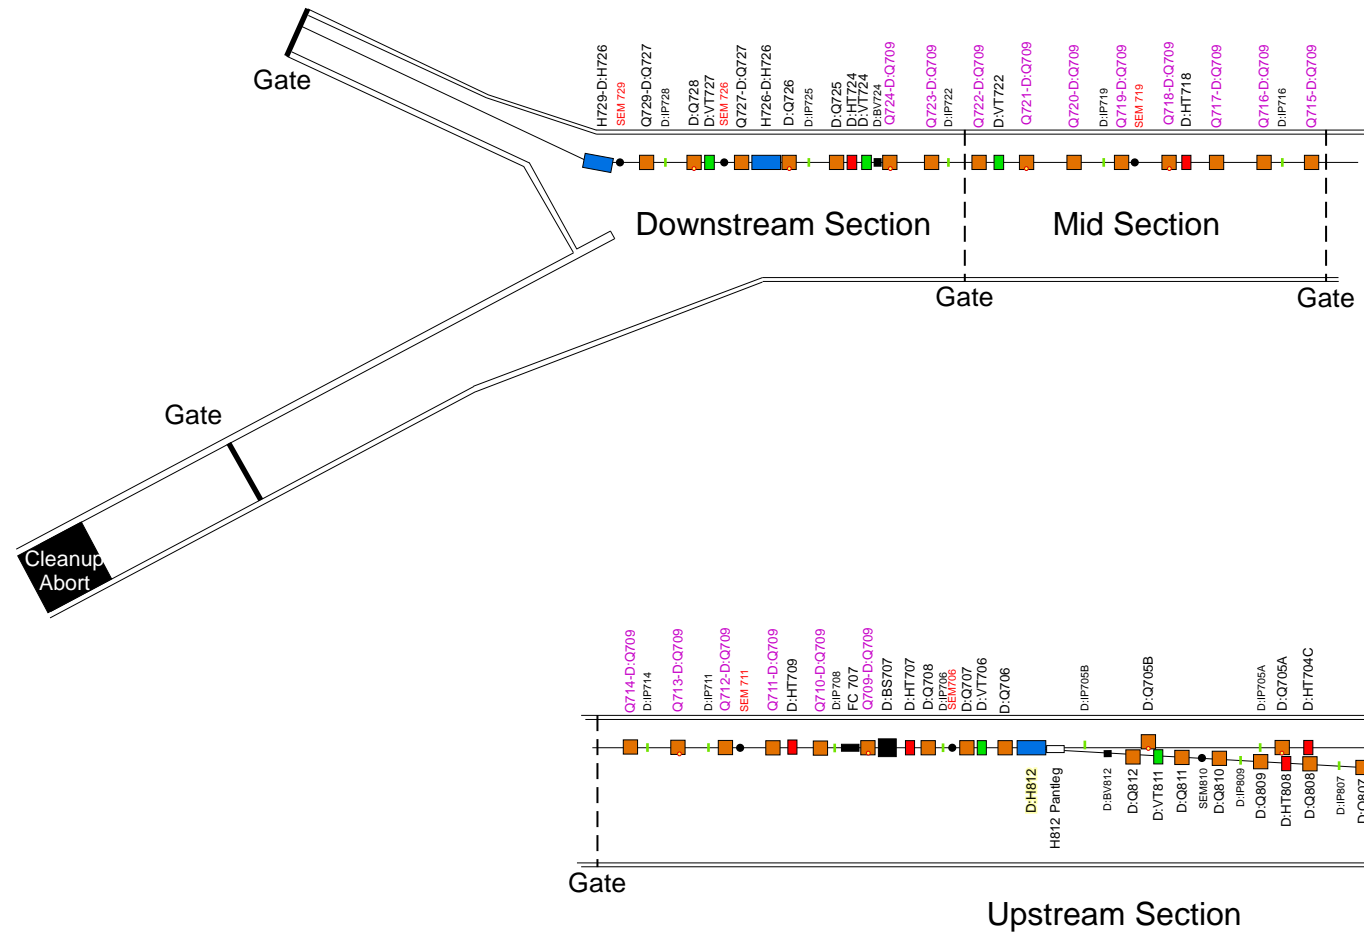 Gate
H729-D:H726
SEM 729
Q729-D:Q727
D:IP728
D:Q728
D:VT727
SEM 726
Q727-D:Q727
H726-D:H726
D:Q726
D:IP725
D:Q725
D:HT724
D:VT724
D:BV724
Q724-D:Q709
Q723-D:Q709
D:IP722
Q722-D:Q709
D:VT722
Q721-D:Q709
Q720-D:Q709
D:IP719
Q719-D:Q709
SEM 719
Q718-D:Q709
D:HT718
Q717-D:Q709
Q716-D:Q709
D:IP716
Q715-D:Q709
Downstream Section
Mid Section
Gate
Gate
Gate
Cleanup
Abort
Q714-D:Q709
D:IP714
Q713-D:Q709
D:IP711
Q712-D:Q709
SEM 711
Q711-D:Q709
D:HT709
Q710-D:Q709
D:IP708
FC 707
Q709-D:Q709
D:BS707
D:HT707
D:Q708
D:IP706
SEM706
D:Q707
D:VT706
D:Q706
D:IP705B
D:Q705B
D:IP705A
D:Q705A
D:HT704C
D:H812
H812 Pantleg
D:BV812
D:Q812
D:VT811
D:Q811
SEM810
D:Q810
D:IP809
D:Q809
D:HT808
D:Q808
D:IP807
D:Q807
Gate
Upstream Section